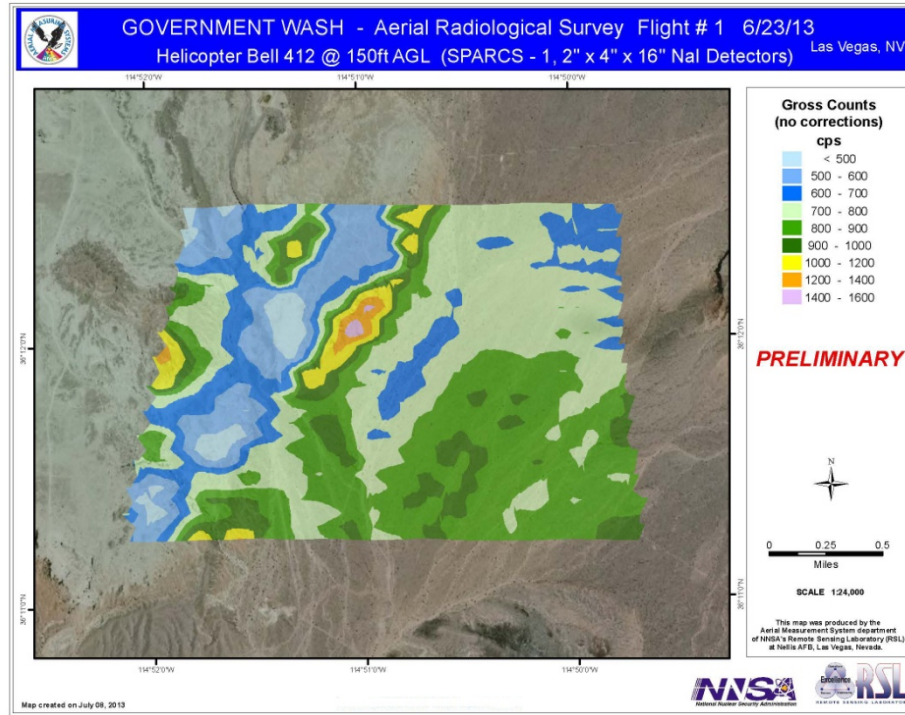 GOVERNMENT WASH - Aerial Radiological Survey Flight # 1 6/23/13
Helicopter Bell 412 @ 150ft AGL (SPARCS - 1, 2" x 4" x 16" NaI Detectors)
Las Vegas, NV
114°52'0"W
114°51'0"W
114°50'0"W
36°12'0"N
36°12'0"N
36°11'0"N
36°11'0"N
114°52'0"W
114°51'0"W
114°50'0"W
Gross Counts
(no corrections)
cps
< 500
500 - 600
600 - 700
700 - 800
800 - 900
900 - 1000
1000 - 1200
1200 - 1400
1400 - 1600
PRELIMINARY
N
0 0.25 0.5
Miles
SCALE 1:24,000
This map was produced by the
Aerial Measurement System department
of NNSA's Remote Sensing Laboratory (RSL)
at Nellis AFB, Las Vegas, Nevada.
Map created on July 08, 2013
NNSA
National Nuclear Security Administration
Excellence
RSL
REMOTE SENSING LABORATORY